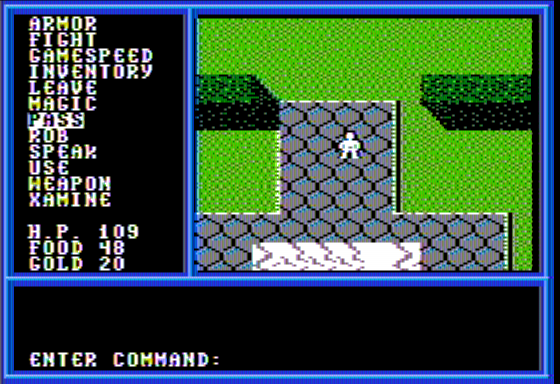 ARMOR
FIGHT
GAMESPEED
INVENTORY
LEAVE
MAGIC
PASS
ROB
SPEAK
USE
WEAPON
XAMINE
H.P. 109
FOOD 48
GOLD 20
ENTER COMMAND: